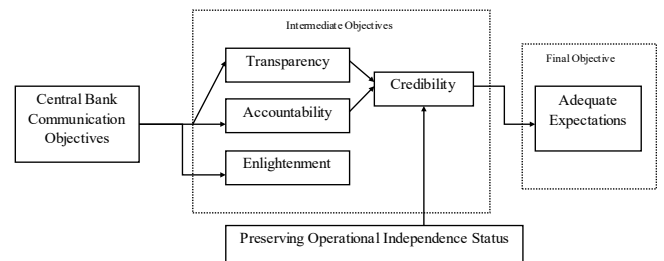 Intermediate Objectives
Final Objective
Central Bank
Communication
Objectives
Transparency
Accountability
Enlightenment
Credibility
Adequate
Expectations
Preserving Operational Independence Status